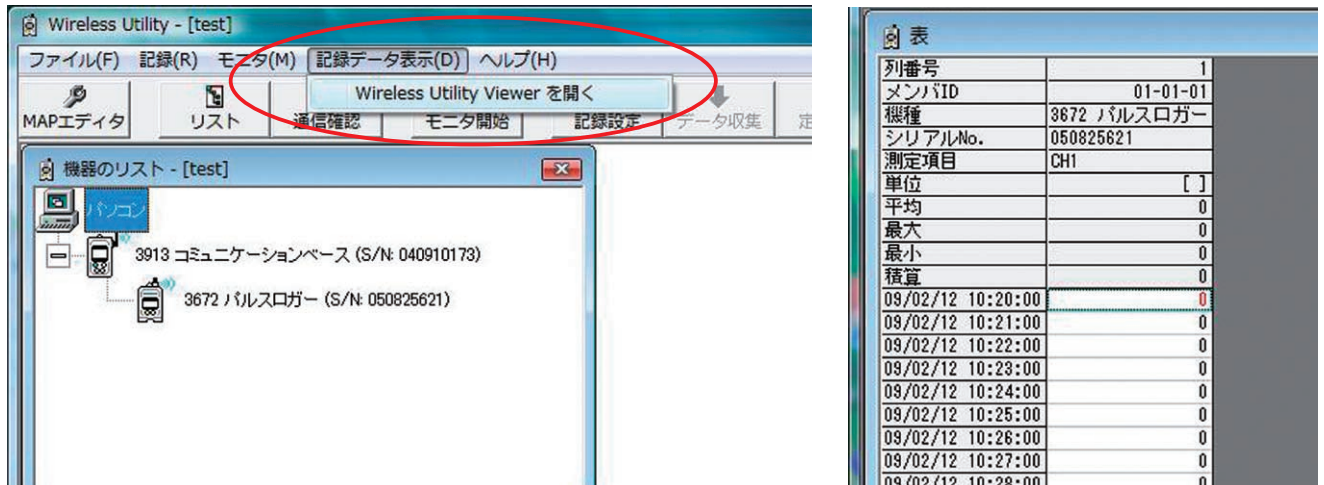 Wireless Utility - [test]
ファイル(F) 記録(R) モニタ(M) 記録データ表示(D) ヘルプ(H)
Wireless Utility Viewer を開く
MAPエディタ リスト 通信確認 モニタ開始 記録設定 データ収集 定
機器のリスト - [test]
パソコン
3913 コミュニケーションベース (S/N: 040910173)
3672 パルスロガー (S/N: 050825621)
表
列番号 1
メンバID 01-01-01
機種 3672 パルスロガー
シリアルNo. 050825621
測定項目 CH1
単位 [ ]
平均 0
最大 0
最小 0
積算 0
09/02/12 10:20:00 0
09/02/12 10:21:00 0
09/02/12 10:22:00 0
09/02/12 10:23:00 0
09/02/12 10:24:00 0
09/02/12 10:25:00 0
09/02/12 10:26:00 0
09/02/12 10:27:00 0
09/02/12 10:28:00 0